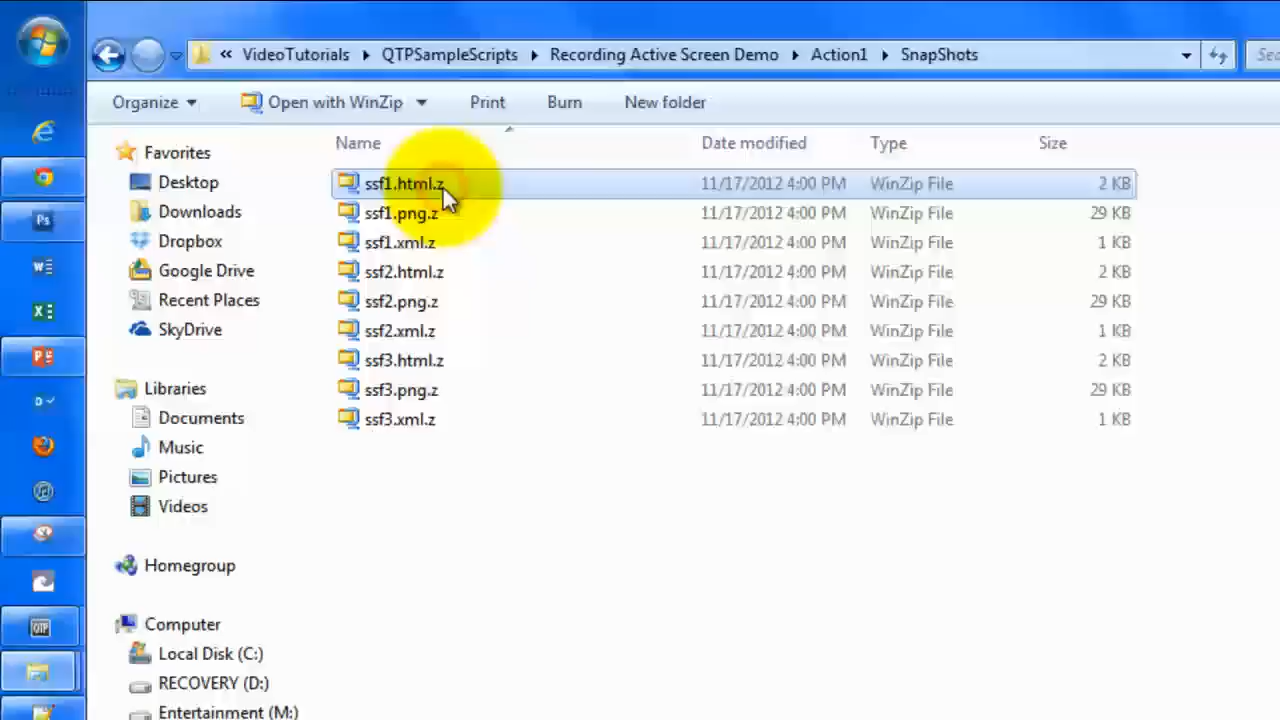 « VideoTutorials QTPSampleScripts Recording Active Screen Demo Action1 SnapShots
Organize Open with WinZip Print Burn New folder
Name Date modified Type Size
Favorites
Desktop
Downloads
Dropbox
Google Drive
Recent Places
SkyDrive
Libraries
Documents
Music
Pictures
Videos
Homegroup
Computer
Local Disk (C:)
RECOVERY (D:)
Entertainment (M:)
ssf1.html.z 11/17/2012 4:00 PM WinZip File 2 KB
ssf1.png.z 11/17/2012 4:00 PM WinZip File 29 KB
ssf1.xml.z 11/17/2012 4:00 PM WinZip File 1 KB
ssf2.html.z 11/17/2012 4:00 PM WinZip File 2 KB
ssf2.png.z 11/17/2012 4:00 PM WinZip File 29 KB
ssf2.xml.z 11/17/2012 4:00 PM WinZip File 1 KB
ssf3.html.z 11/17/2012 4:00 PM WinZip File 2 KB
ssf3.png.z 11/17/2012 4:00 PM WinZip File 29 KB
ssf3.xml.z 11/17/2012 4:00 PM WinZip File 1 KB
Ps
QTP